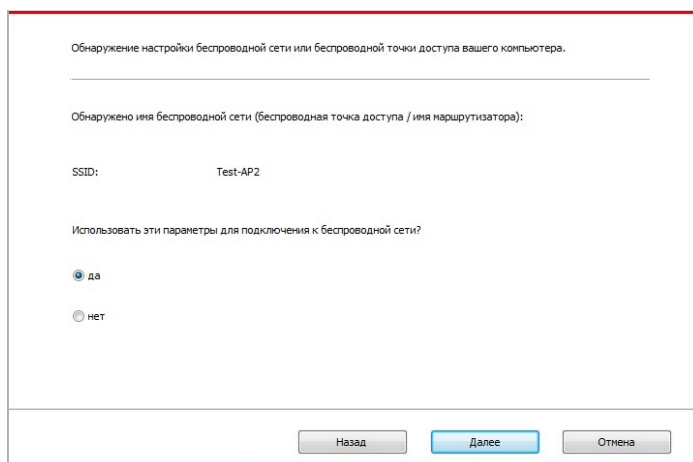 Обнаружение настройки беспроводной сети или беспроводной точки доступа вашего компьютера.
Обнаружено имя беспроводной сети (беспроводная точка доступа / имя маршрутизатора):
SSID: Test-AP2
Использовать эти параметры для подключения к беспроводной сети?
да
нет
Назад Далее Отмена